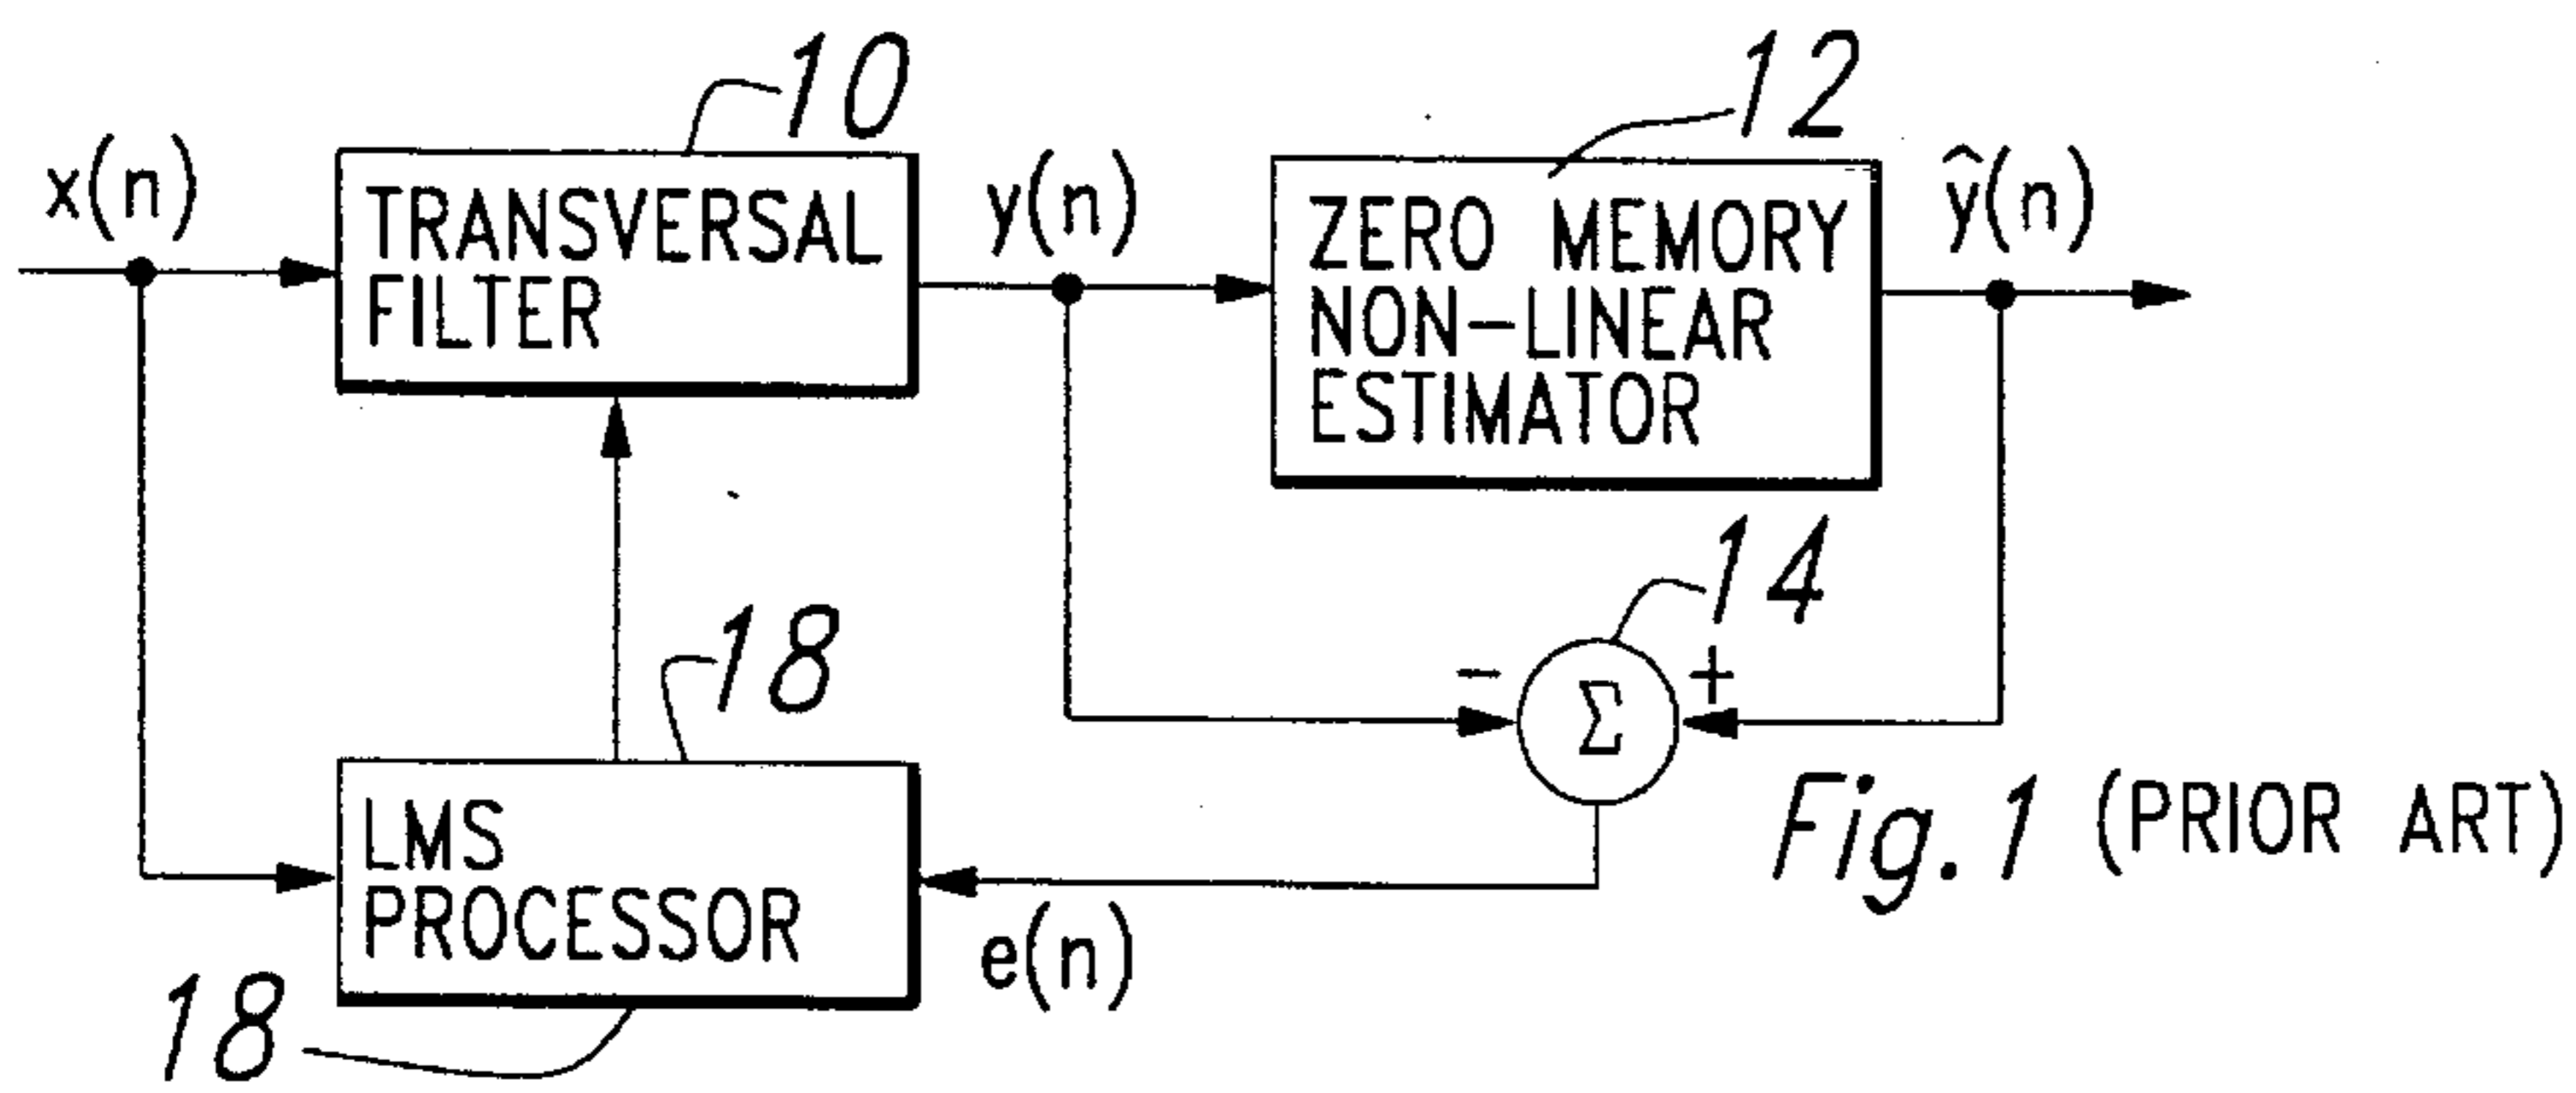 10
12
x(n)
TRANSVERSAL
FILTER
y(n)
ZERO MEMORY
NON-LINEAR
ESTIMATOR
ŷ(n)
14
18
- Σ +
LMS
PROCESSOR
e(n)
Fig. 1 (PRIOR ART)
18